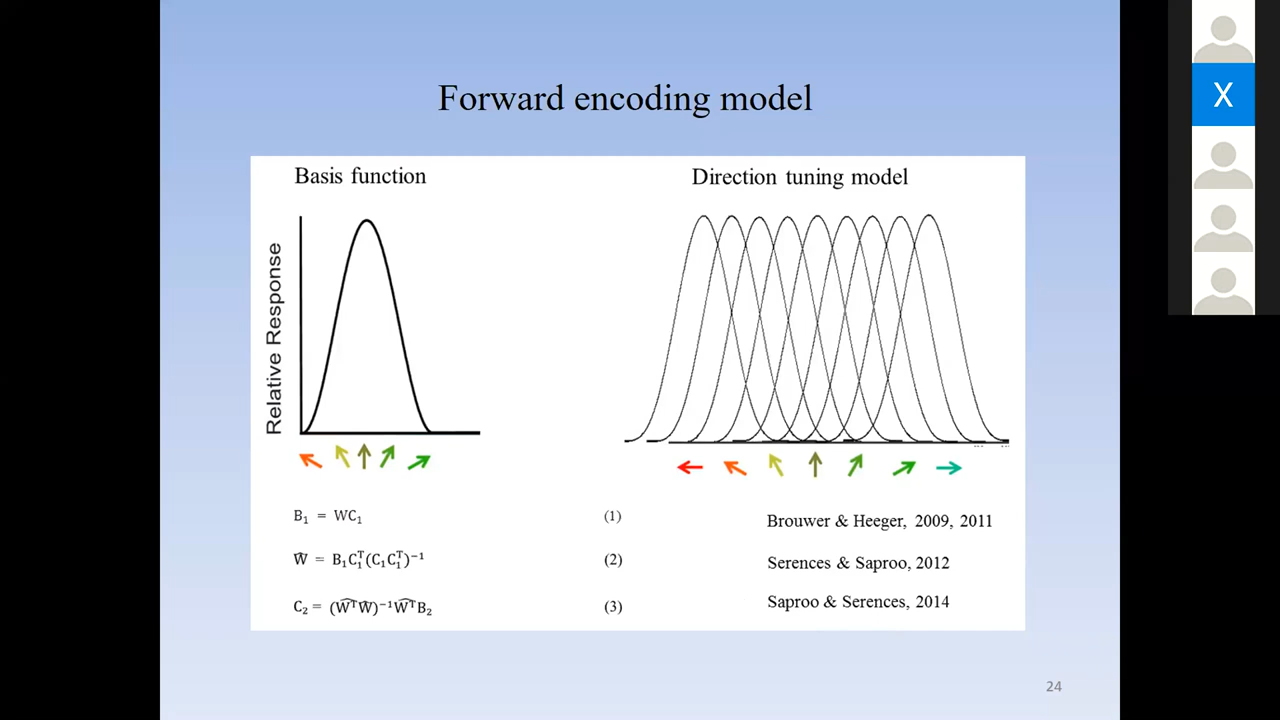 Forward encoding model
Basis function
Direction tuning model
Relative Response
B₁ = WC₁ (1)
Ŵ = B₁C₁ᵀ(C₁C₁ᵀ)⁻¹ (2)
C₂ = (ŴᵀŴ)⁻¹ŴᵀB₂ (3)
Brouwer & Heeger, 2009, 2011
Serences & Saproo, 2012
Saproo & Serences, 2014
24
X